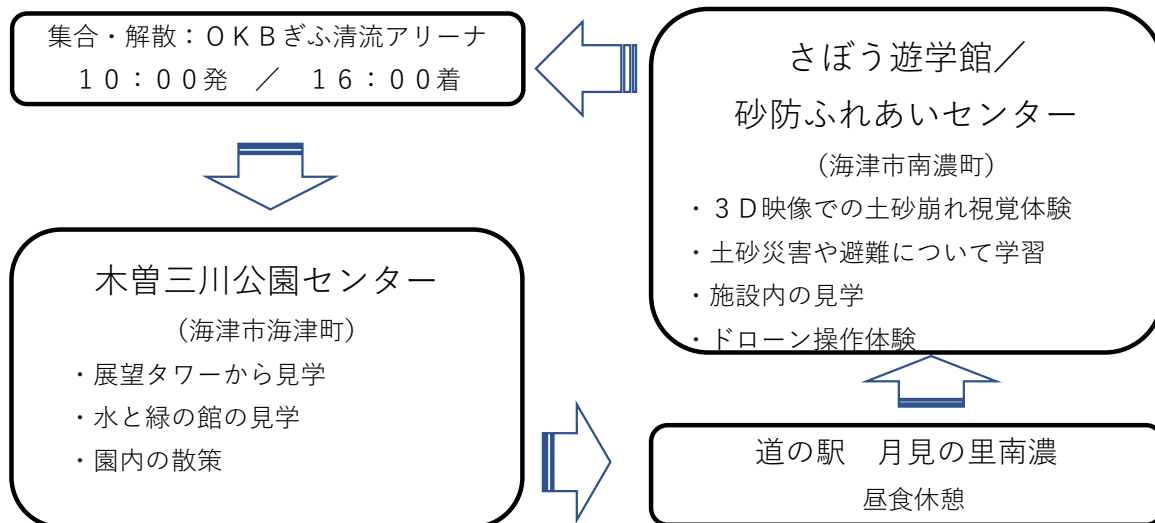 集合・解散：ＯＫＢぎふ清流アリーナ
１０：００発　／　１６：００着
木曽三川公園センター
（海津市海津町）
・展望タワーから見学
・水と緑の館の見学
・園内の散策
道の駅　月見の里南濃
昼食休憩
さぼう遊学館／
砂防ふれあいセンター
（海津市南濃町）
・３Ｄ映像での土砂崩れ視覚体験
・土砂災害や避難について学習
・施設内の見学
・ドローン操作体験